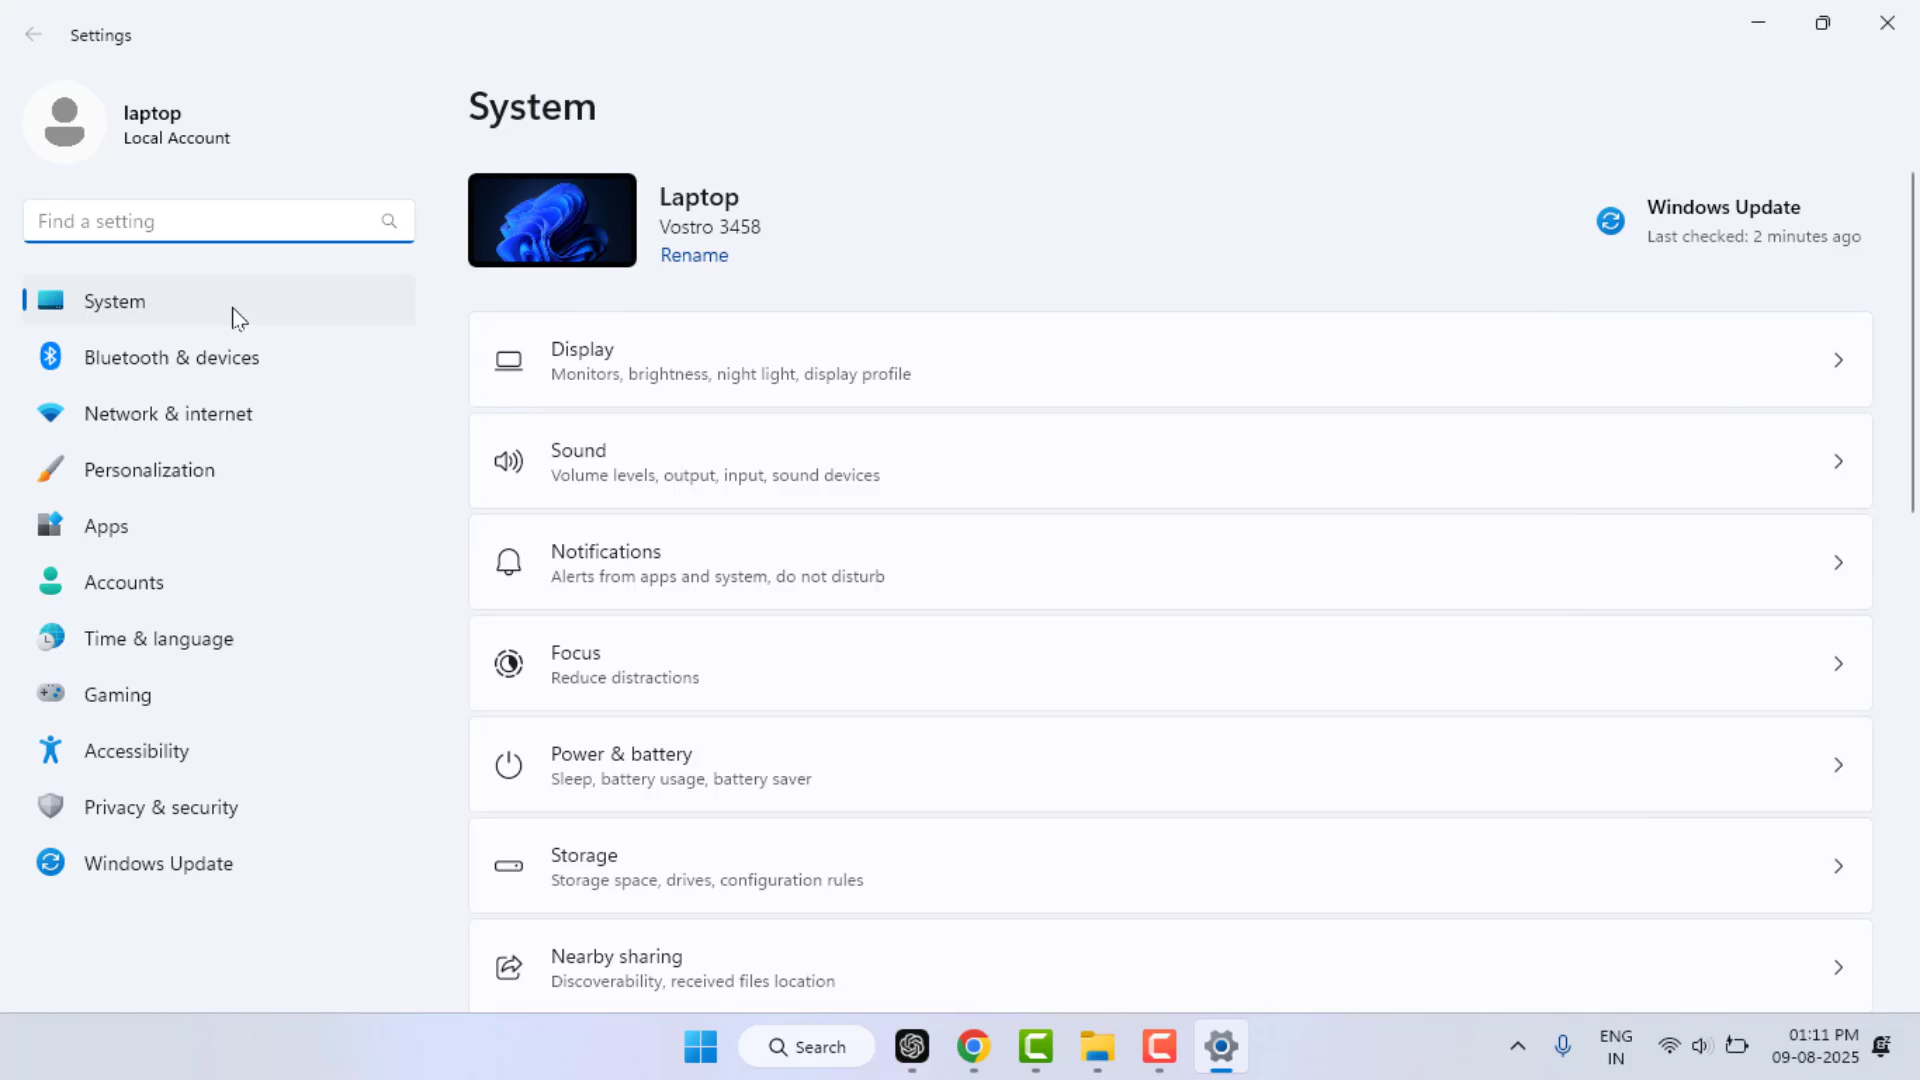 Settings
laptop
Local Account
Find a setting
System
Bluetooth & devices
Network & internet
Personalization
Apps
Accounts
Time & language
Gaming
Accessibility
Privacy & security
Windows Update
System
Laptop
Vostro 3458
Rename
Windows Update
Last checked: 2 minutes ago
Display
Monitors, brightness, night light, display profile
Sound
Volume levels, output, input, sound devices
Notifications
Alerts from apps and system, do not disturb
Focus
Reduce distractions
Power & battery
Sleep, battery usage, battery saver
Storage
Storage space, drives, configuration rules
Nearby sharing
Discoverability, received files location
Search
ENG
IN
01:11 PM
09-08-2025